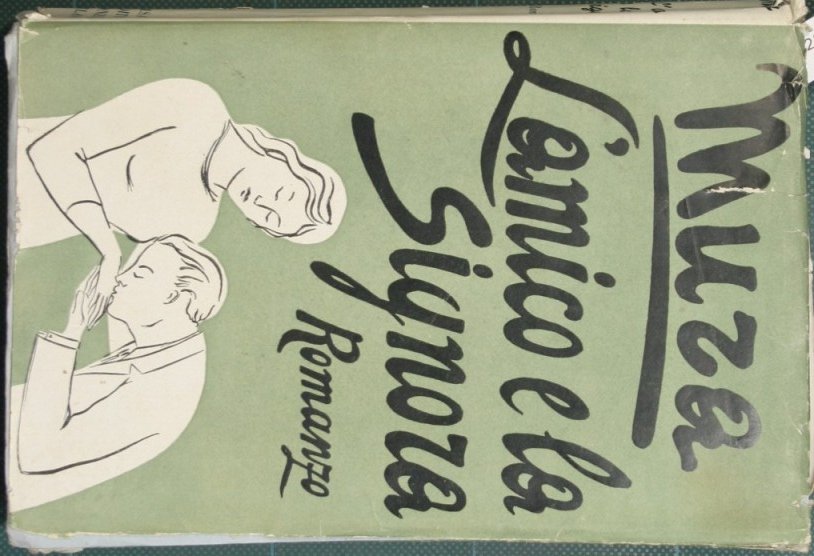 Muza
L'amico e la
Signora
Romanzo